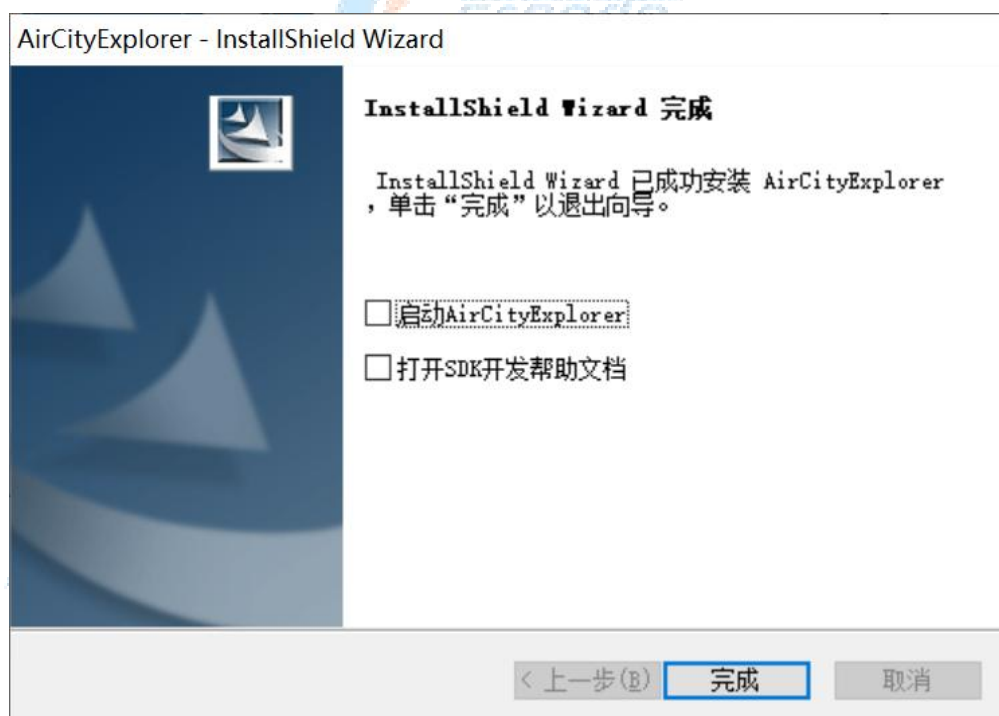 AirCityExplorer - InstallShield Wizard
InstallShield Wizard 完成
InstallShield Wizard 已成功安装 AirCityExplorer
，单击“完成”以退出向导。
启动AirCityExplorer
打开SDK开发帮助文档
< 上一步(B)
完成
取消